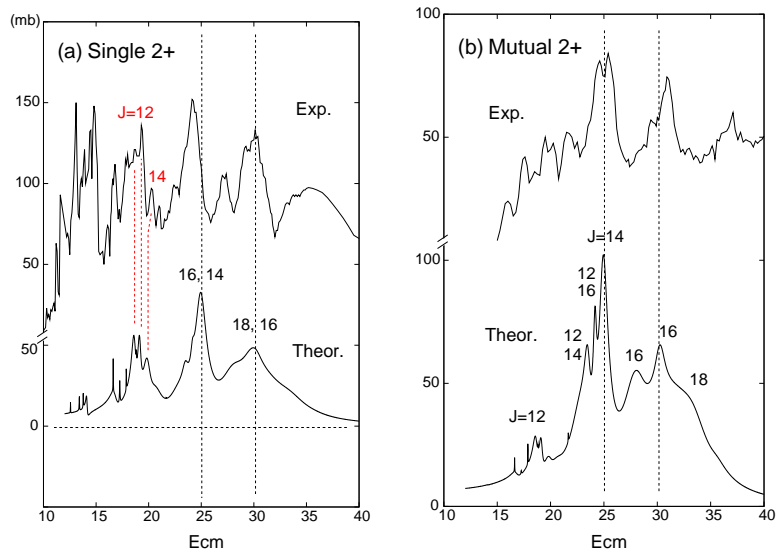 (mb)
(a) Single 2+
150
100
50
50
0
J=12
14
Exp.
16, 14
18, 16
Theor.
10 15 20 25 30 35 40
Ecm
(b) Mutual 2+
100
50
100
50
0
Exp.
J=14
12
16
12
14
Theor.
16
16
18
J=12
10 15 20 25 30 35 40
Ecm